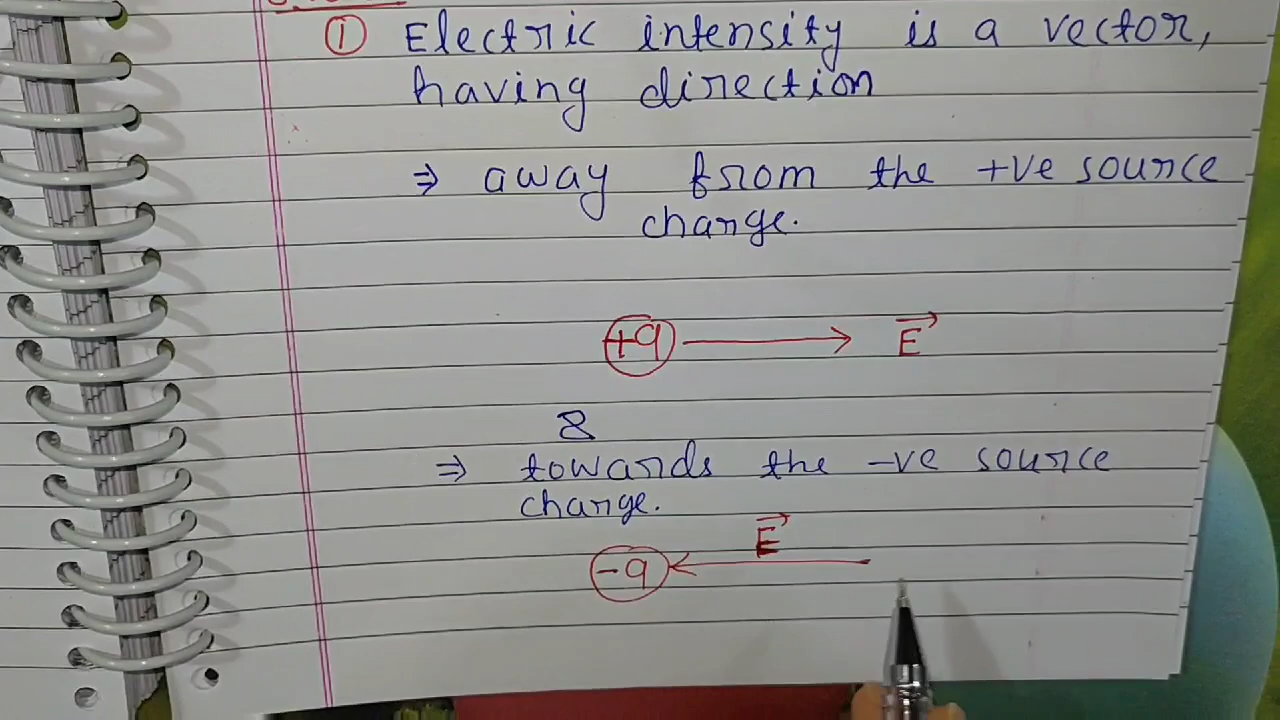 ① Electric intensity is a vector,
having direction
⇒ away from the +ve source
charge.
+q → E⃗
&
⇒ towards the -ve source
charge.
E⃗
-q ←